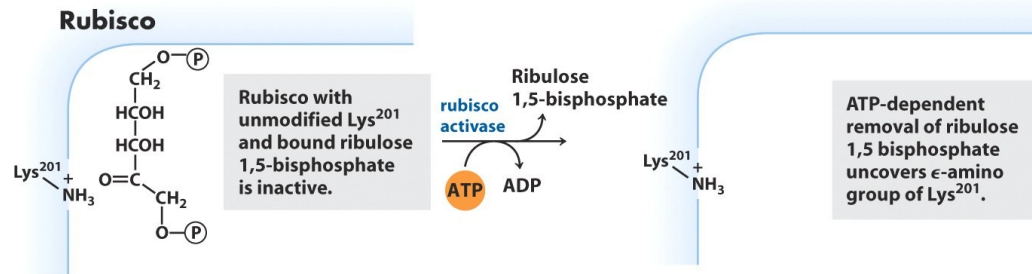 Rubisco
O—Ⓟ
CH₂
HCOH
HCOH
O=C
CH₂
O—Ⓟ
Lys²⁰¹
+
NH₃
Rubisco with
unmodified Lys²⁰¹
and bound ribulose
1,5-bisphosphate
is inactive.
rubisco
activase
Ribulose
1,5-bisphosphate
ATP
ADP
Lys²⁰¹
+
NH₃
ATP-dependent
removal of ribulose
1,5 bisphosphate
uncovers ϵ-amino
group of Lys²⁰¹.